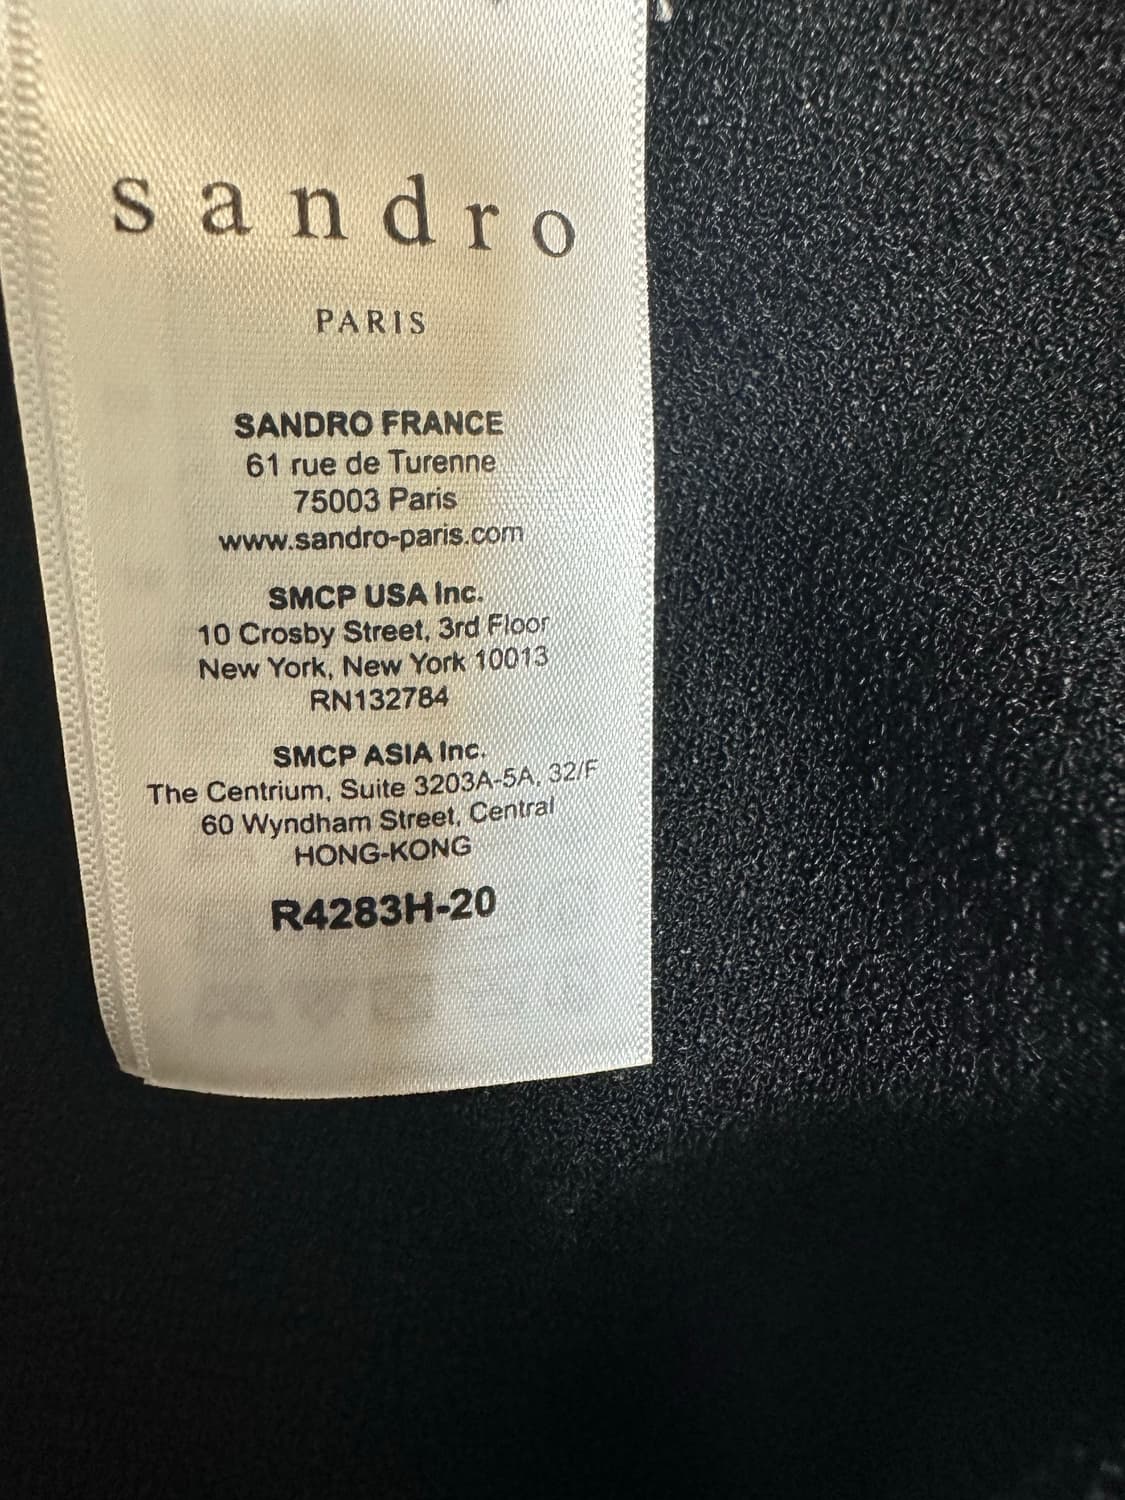 sandro
PARIS
SANDRO FRANCE
61 rue de Turenne
75003 Paris
www.sandro-paris.com
SMCP USA Inc.
10 Crosby Street, 3rd Floor
New York, New York 10013
RN132784
SMCP ASIA Inc.
The Centrium, Suite 3203A-5A, 32/F
60 Wyndham Street, Central
HONG-KONG
R4283H-20